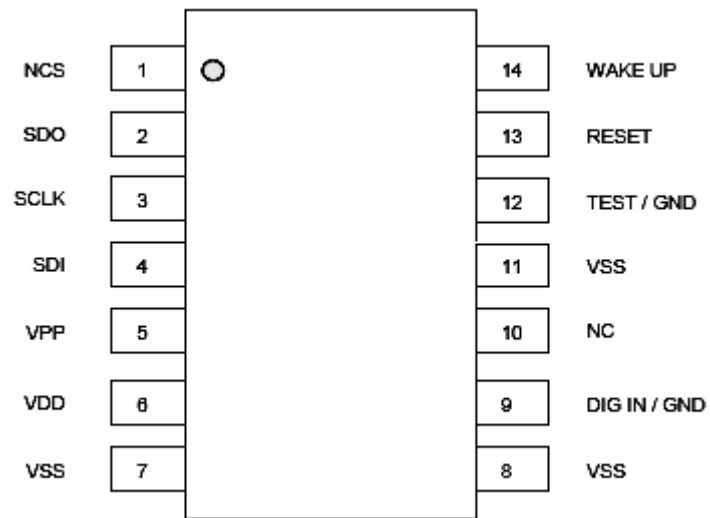 NCS 1 14 WAKE UP
SDO 2 13 RESET
SCLK 3 12 TEST / GND
SDI 4 11 VSS
VPP 5 10 NC
VDD 6 9 DIG IN / GND
VSS 7 8 VSS